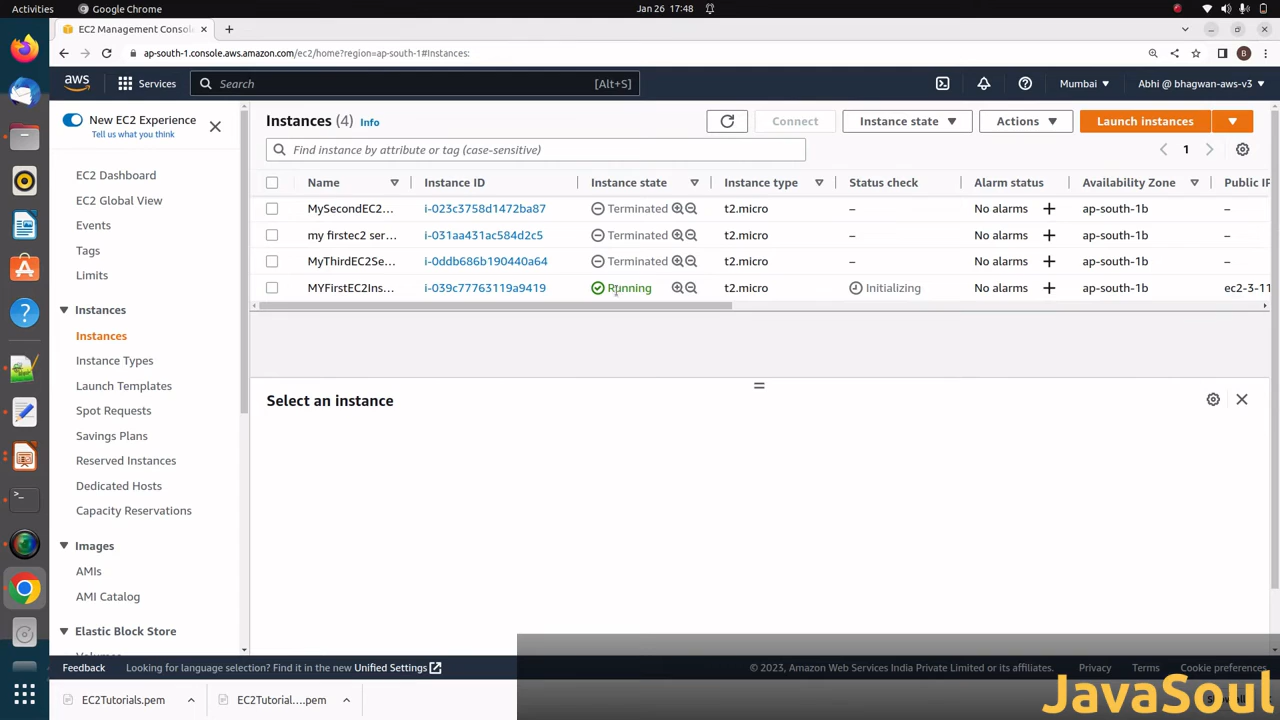 Activities
Google Chrome
Jan 26 17:48
EC2 Management Conso
ap-south-1.console.aws.amazon.com/ec2/home?region=ap-south-1#Instances:
B
aws
Services
Search
[Alt+S]
Mumbai
Abhi @ bhagwan-aws-v3
New EC2 Experience
Tell us what you think
EC2 Dashboard
EC2 Global View
Events
Tags
Limits
Instances
Instances
Instance Types
Launch Templates
Spot Requests
Savings Plans
Reserved Instances
Dedicated Hosts
Capacity Reservations
Images
AMIs
AMI Catalog
Elastic Block Store
Instances (4) Info
Connect
Instance state
Actions
Launch instances
Find instance by attribute or tag (case-sensitive)
1
Name Instance ID Instance state Instance type Status check Alarm status Availability Zone Public IP
MySecondEC2... i-023c3758d1472ba87 Terminated t2.micro – No alarms + ap-south-1b –
my firstec2 ser... i-031aa431ac584d2c5 Terminated t2.micro – No alarms + ap-south-1b –
MyThirdEC2Se... i-0ddb686b190440a64 Terminated t2.micro – No alarms + ap-south-1b –
MYFirstEC2Ins... i-039c77763119a9419 Running t2.micro Initializing No alarms + ap-south-1b ec2-3-11
Select an instance
Feedback
Looking for language selection? Find it in the new Unified Settings
© 2023, Amazon Web Services India Private Limited or its affiliates.
Privacy
Terms
Cookie preferences
EC2Tutorials.pem
EC2Tutorial....pem
JavaSoul